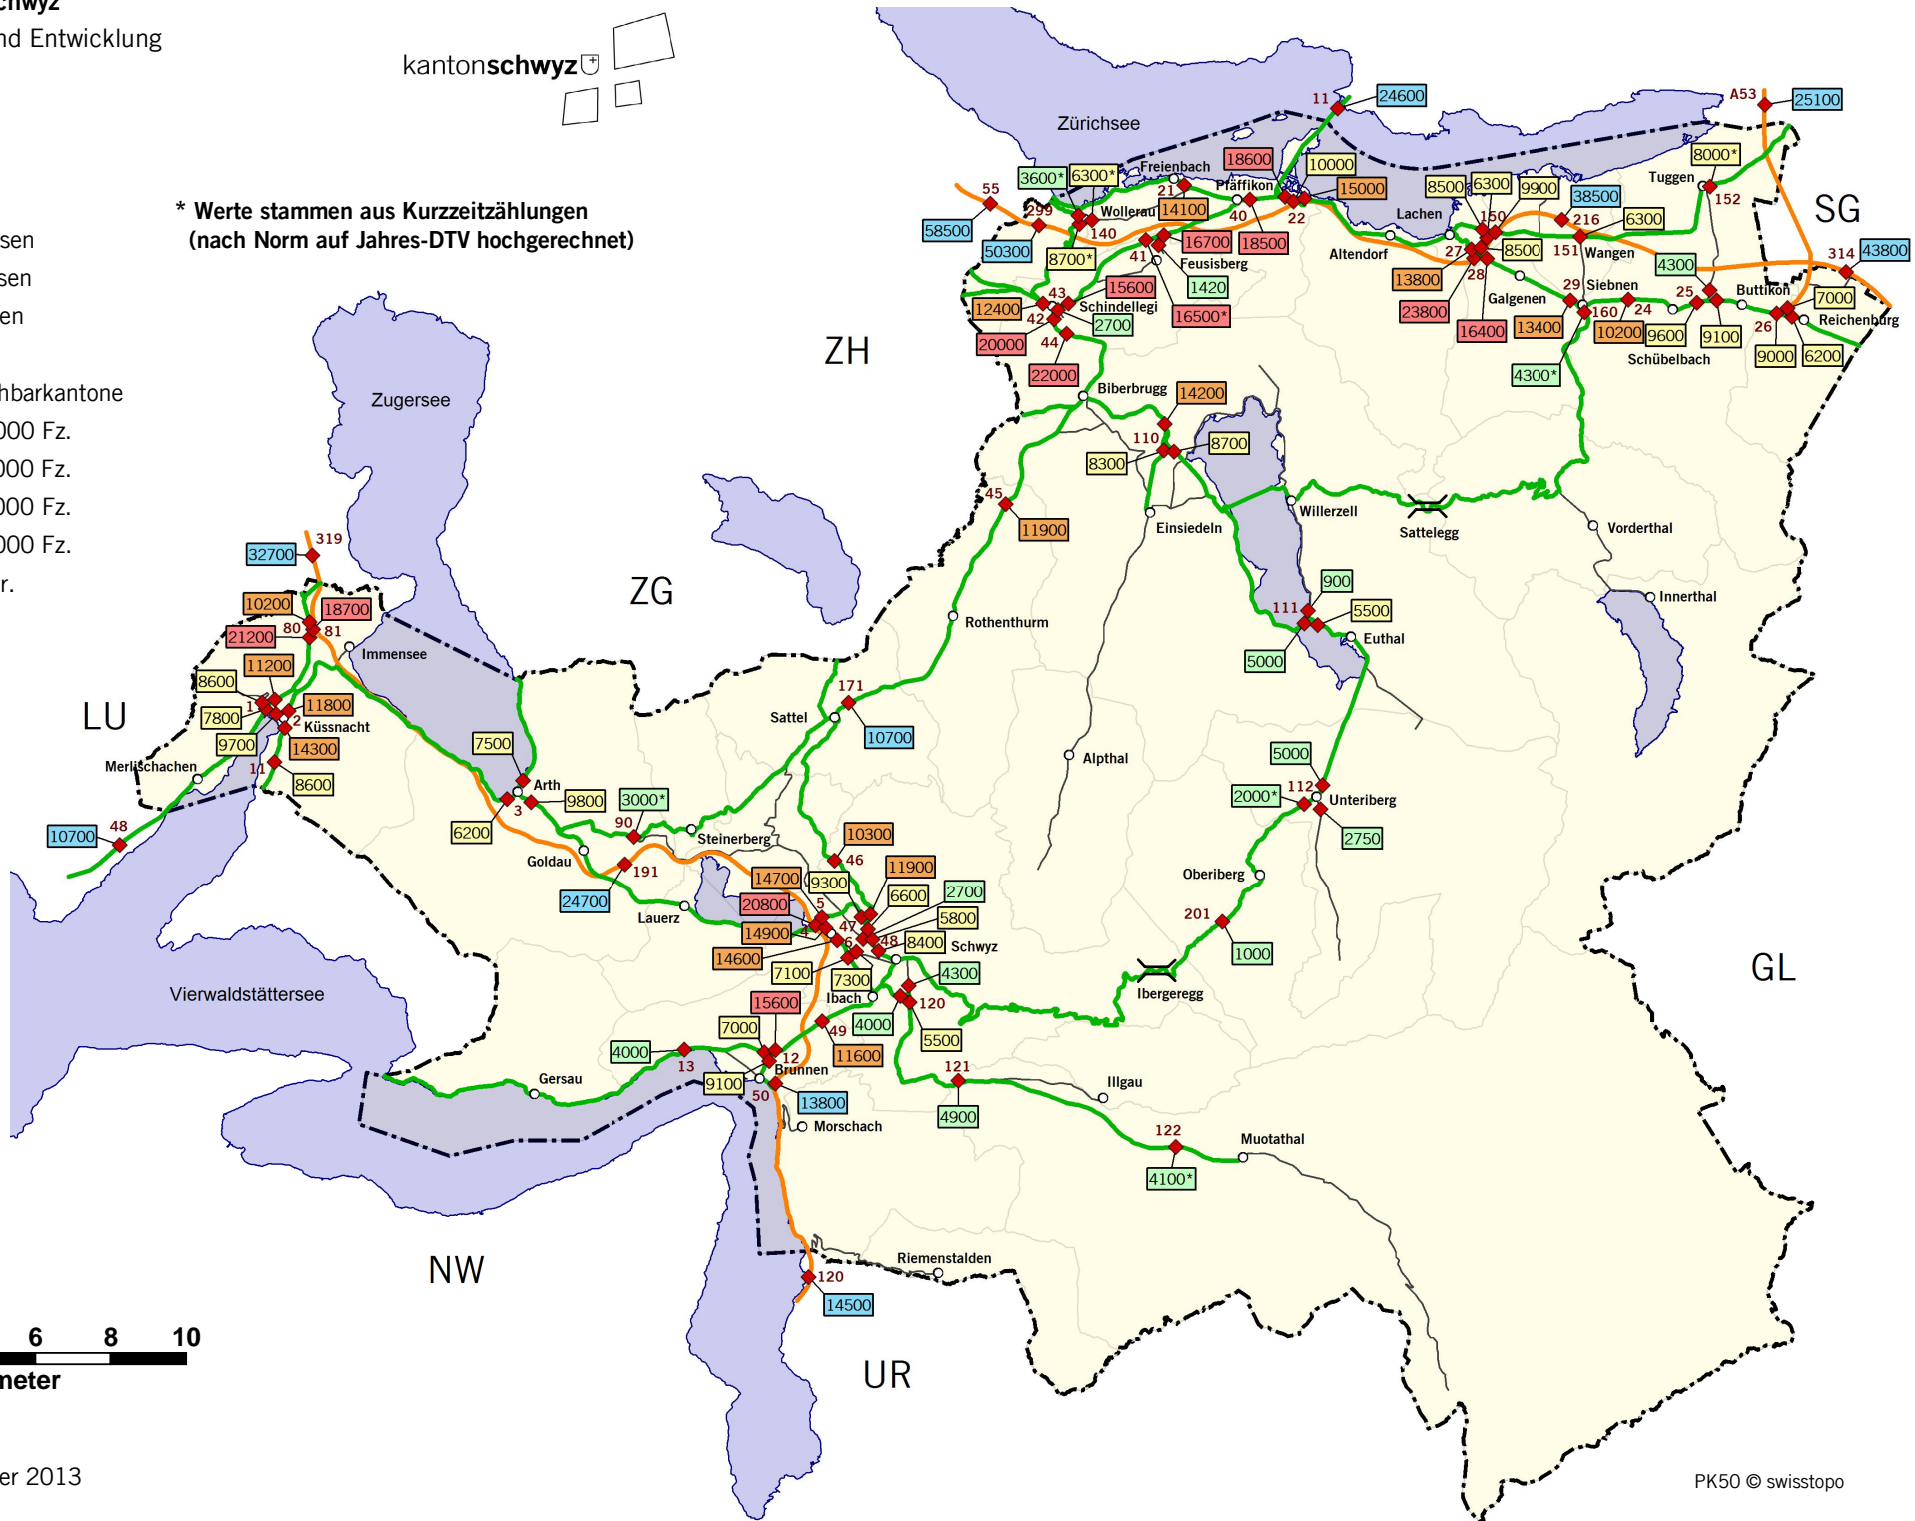 chwyz
nd Entwicklung
kantonschwyz
* Werte stammen aus Kurzzeitzählungen
(nach Norm auf Jahres-DTV hochgerechnet)
sen
sen
en
hbarkantone
000 Fz.
000 Fz.
000 Fz.
000 Fz.
r.
11
24600
A53
25100
Zürichsee
Freienbach
18600
10000
8000*
3600*
6300*
55
21
Pfäffikon
15000
8500
6300
9900
38500
Tuggen
152
SG
299
Wollerau
14100
40
22
Lachen
150
216
6300
58500
50300
140
16700
18500
27
8500
151
Wangen
314
43800
8700*
41
Feusisberg
Altendorf
13800
28
4300
15600
1420
43
Schindellegi
Galgenen
29
Siebnen
25
Buttikon
7000
12400
42
2700
16500*
23800
13400
160
24
26
Reichenburg
20000
44
16400
10200
9600
9100
9000
6200
ZH
22000
4300*
Schübelbach
Biberbrugg
14200
Zugersee
110
8700
8300
45
11900
Einsiedeln
Willerzell
Sattelegg
Vorderthal
319
32700
ZG
900
Innerthal
10200
18700
111
5500
80
81
21200
Rothenthurm
Euthal
Immensee
5000
11200
8600
171
1
11800
LU
7800
2
Küssnacht
Sattel
9700
14300
10700
7500
Alpthal
5000
Merlischachen
11
8600
Arth
112
9800
3000*
2000*
Unteriberg
3
48
10700
6200
90
2750
Steinerberg
10300
46
Goldau
191
11900
Oberiberg
14700
9300
6600
2700
24700
20800
5
201
Lauerz
5800
14900
4
47
48
6
8400
Schwyz
14600
1000
7100
7300
4300
GL
Vierwaldstättersee
Ibach
Ibergeregg
15600
120
7000
49
4000
4000
11600
5500
13
12
121
Brunnen
Gersau
9100
Illgau
50
13800
4900
Morschach
122
Muotathal
4100*
NW
Riemenstalden
120
14500
6 8 10
meter
UR
er 2013
PK50 © swisstopo